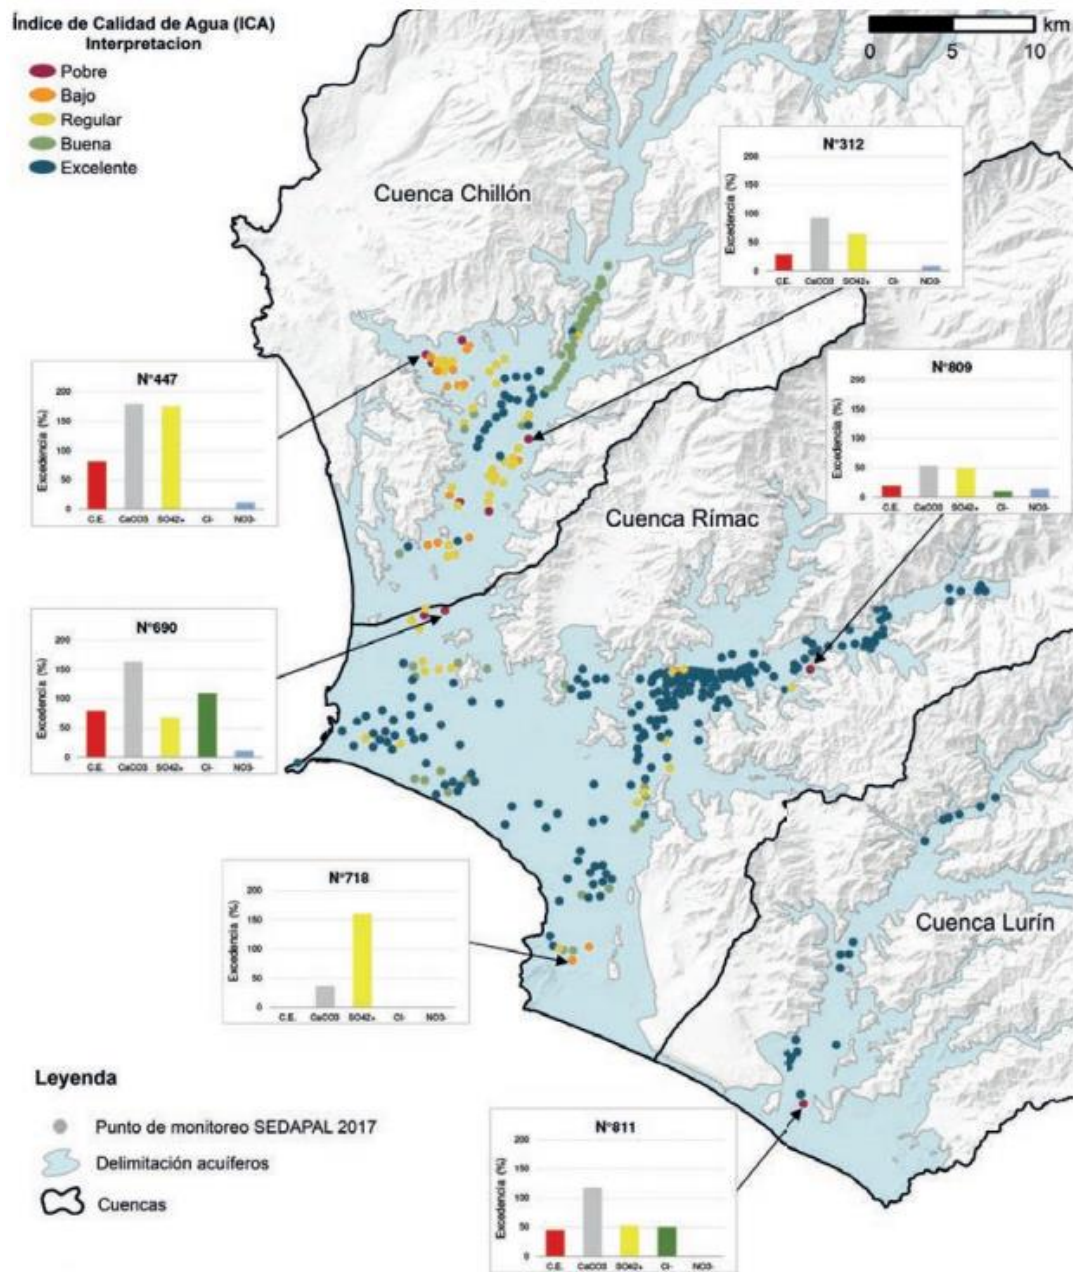 Índice de Calidad de Agua (ICA)
Interpretacion
Pobre
Bajo
Regular
Buena
Excelente
km
0 5 10
Cuenca Chillón
N°312
Excedencia (%)
200
150
100
50
0
C.E. CaCO3 SO42+ Cl- NO3-
N°447
Excedencia (%)
200
150
100
50
0
C.E. CaCO3 SO42+ Cl- NO3-
N°809
Excedencia (%)
200
150
100
50
0
C.E. CaCO3 SO42+ Cl- NO3-
Cuenca Rímac
N°690
Excedencia (%)
200
150
100
50
0
C.E. CaCO3 SO42+ Cl- NO3-
N°718
Excedencia (%)
200
150
100
50
0
C.E. CaCO3 SO42+ Cl- NO3-
Cuenca Lurín
Leyenda
Punto de monitoreo SEDAPAL 2017
Delimitación acuíferos
Cuencas
N°811
Excedencia (%)
200
150
100
50
0
C.E. CaCO3 SO42+ Cl- NO3-